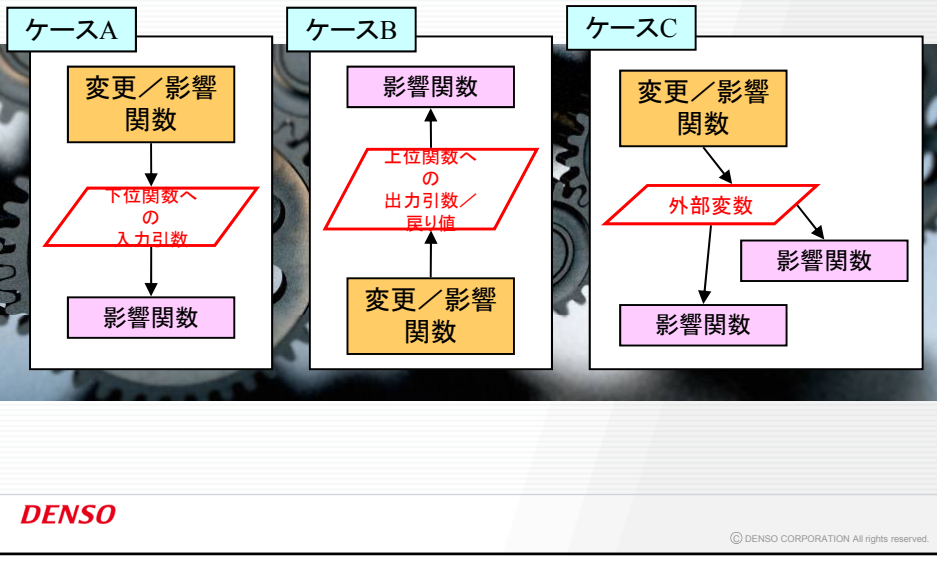 ケースA
変更／影響
関数
下位関数へ
の
入力引数
影響関数
ケースB
影響関数
上位関数へ
の
出力引数／
戻り値
変更／影響
関数
ケースC
変更／影響
関数
外部変数
影響関数
影響関数
DENSO
Ⓒ DENSO CORPORATION All rights reserved.